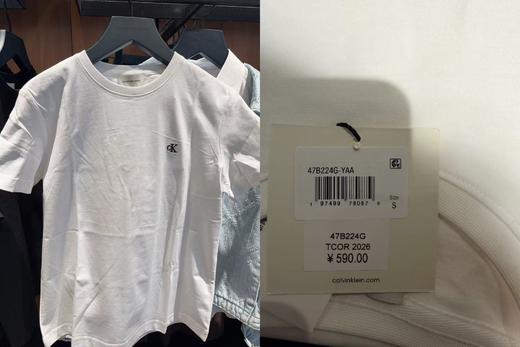 CK
47B224G-YAA
Size
S
47B224G
TCOR 2026
¥ 590.00
calvinklein.com